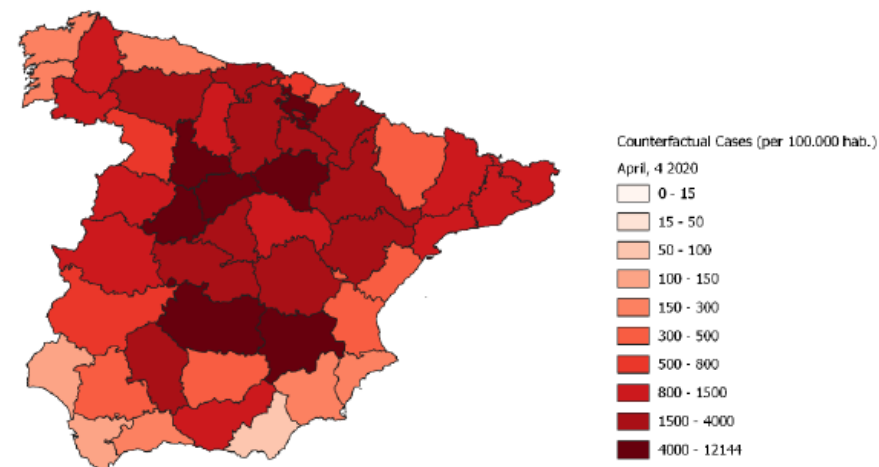 Counterfactual Cases (per 100.000 hab.)
April, 4 2020
0 - 15
15 - 50
50 - 100
100 - 150
150 - 300
300 - 500
500 - 800
800 - 1500
1500 - 4000
4000 - 12144